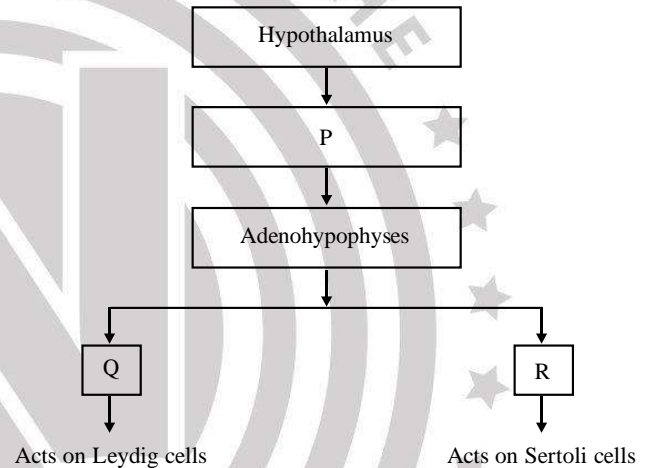 Hypothalamus
P
Adenohypophyses
Q
R
Acts on Leydig cells
Acts on Sertoli cells